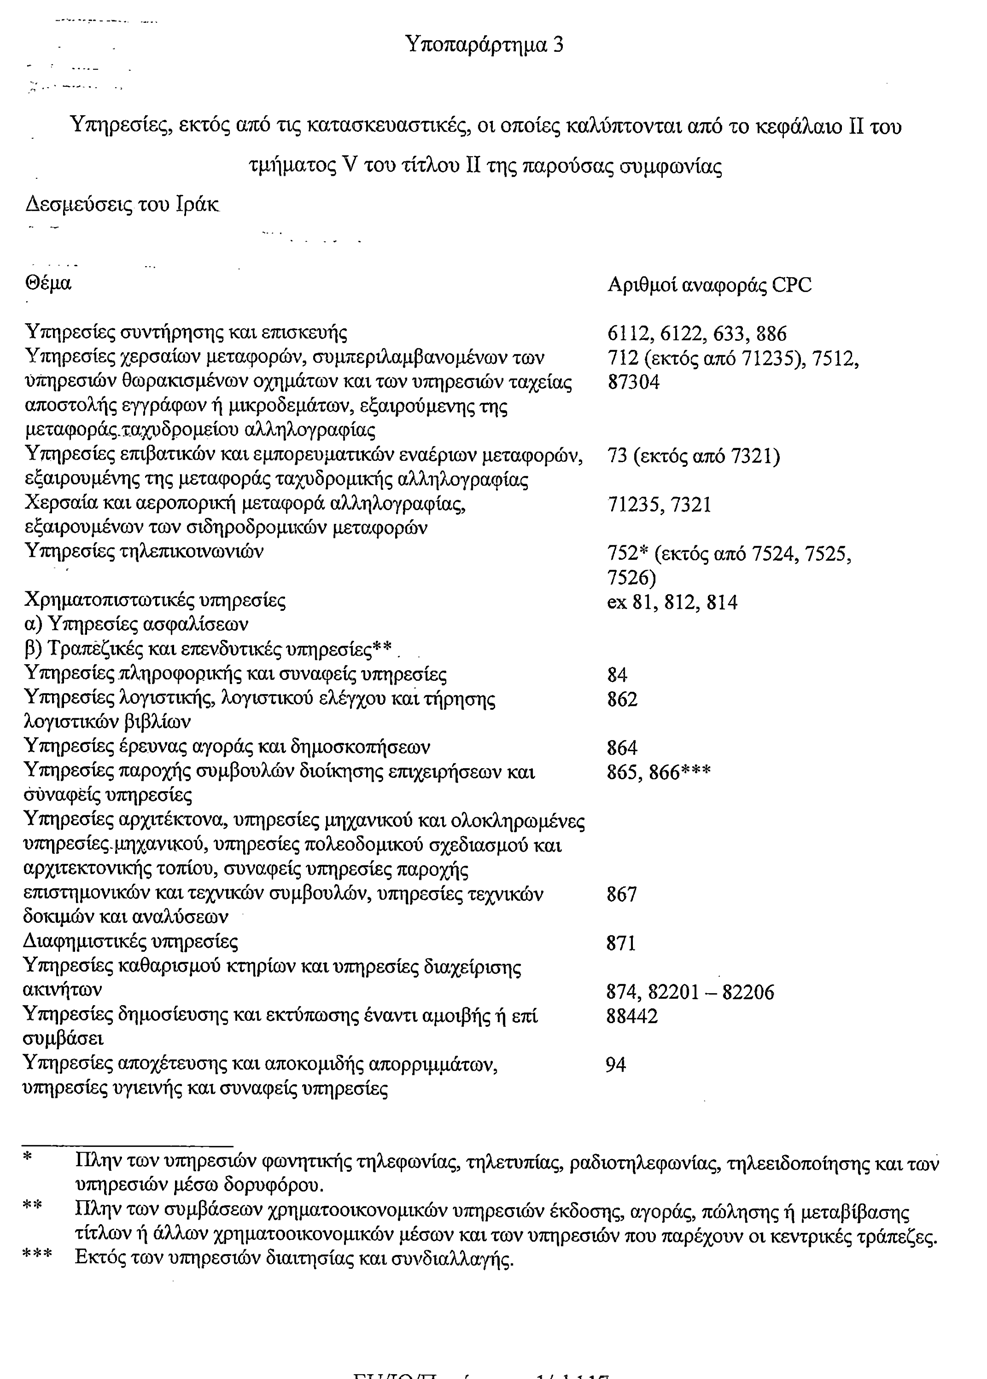 Υποπαράρτημα 3
Υπηρεσίες, εκτός από τις κατασκευαστικές, οι οποίες καλύπτονται από το κεφάλαιο ΙΙ του
τμήματος V του τίτλου ΙΙ της παρούσας συμφωνίας
Δεσμεύσεις του Ιράκ
Θέμα Αριθμοί αναφοράς CPC
Υπηρεσίες συντήρησης και επισκευής 6112, 6122, 633, 886
Υπηρεσίες χερσαίων μεταφορών, συμπεριλαμβανομένων των 712 (εκτός από 71235), 7512,
υπηρεσιών θωρακισμένων οχημάτων και των υπηρεσιών ταχείας 87304
αποστολής εγγράφων ή μικροδεμάτων, εξαιρούμενης της
μεταφοράς ταχυδρομείου αλληλογραφίας
Υπηρεσίες επιβατικών και εμπορευματικών εναέριων μεταφορών, 73 (εκτός από 7321)
εξαιρουμένης της μεταφοράς ταχυδρομικής αλληλογραφίας
Χερσαία και αεροπορική μεταφορά αλληλογραφίας, 71235, 7321
εξαιρουμένων των σιδηροδρομικών μεταφορών
Υπηρεσίες τηλεπικοινωνιών 752* (εκτός από 7524, 7525,
7526)
Χρηματοπιστωτικές υπηρεσίες ex 81, 812, 814
α) Υπηρεσίες ασφαλίσεων
β) Τραπεζικές και επενδυτικές υπηρεσίες**
Υπηρεσίες πληροφορικής και συναφείς υπηρεσίες 84
Υπηρεσίες λογιστικής, λογιστικού ελέγχου και τήρησης 862
λογιστικών βιβλίων
Υπηρεσίες έρευνας αγοράς και δημοσκοπήσεων 864
Υπηρεσίες παροχής συμβουλών διοίκησης επιχειρήσεων και 865, 866***
συναφείς υπηρεσίες
Υπηρεσίες αρχιτέκτονα, υπηρεσίες μηχανικού και ολοκληρωμένες
υπηρεσίες μηχανικού, υπηρεσίες πολεοδομικού σχεδιασμού και
αρχιτεκτονικής τοπίου, συναφείς υπηρεσίες παροχής
επιστημονικών και τεχνικών συμβουλών, υπηρεσίες τεχνικών 867
δοκιμών και αναλύσεων
Διαφημιστικές υπηρεσίες 871
Υπηρεσίες καθαρισμού κτηρίων και υπηρεσίες διαχείρισης
ακινήτων 874, 82201 – 82206
Υπηρεσίες δημοσίευσης και εκτύπωσης έναντι αμοιβής ή επί 88442
συμβάσει
Υπηρεσίες αποχέτευσης και αποκομιδής απορριμμάτων, 94
υπηρεσίες υγιεινής και συναφείς υπηρεσίες
* Πλην των υπηρεσιών φωνητικής τηλεφωνίας, τηλετυπίας, ραδιοτηλεφωνίας, τηλεειδοποίησης και των
υπηρεσιών μέσω δορυφόρου.
** Πλην των συμβάσεων χρηματοοικονομικών υπηρεσιών έκδοσης, αγοράς, πώλησης ή μεταβίβασης
τίτλων ή άλλων χρηματοοικονομικών μέσων και των υπηρεσιών που παρέχουν οι κεντρικές τράπεζες.
*** Εκτός των υπηρεσιών διαιτησίας και συνδιαλλαγής.